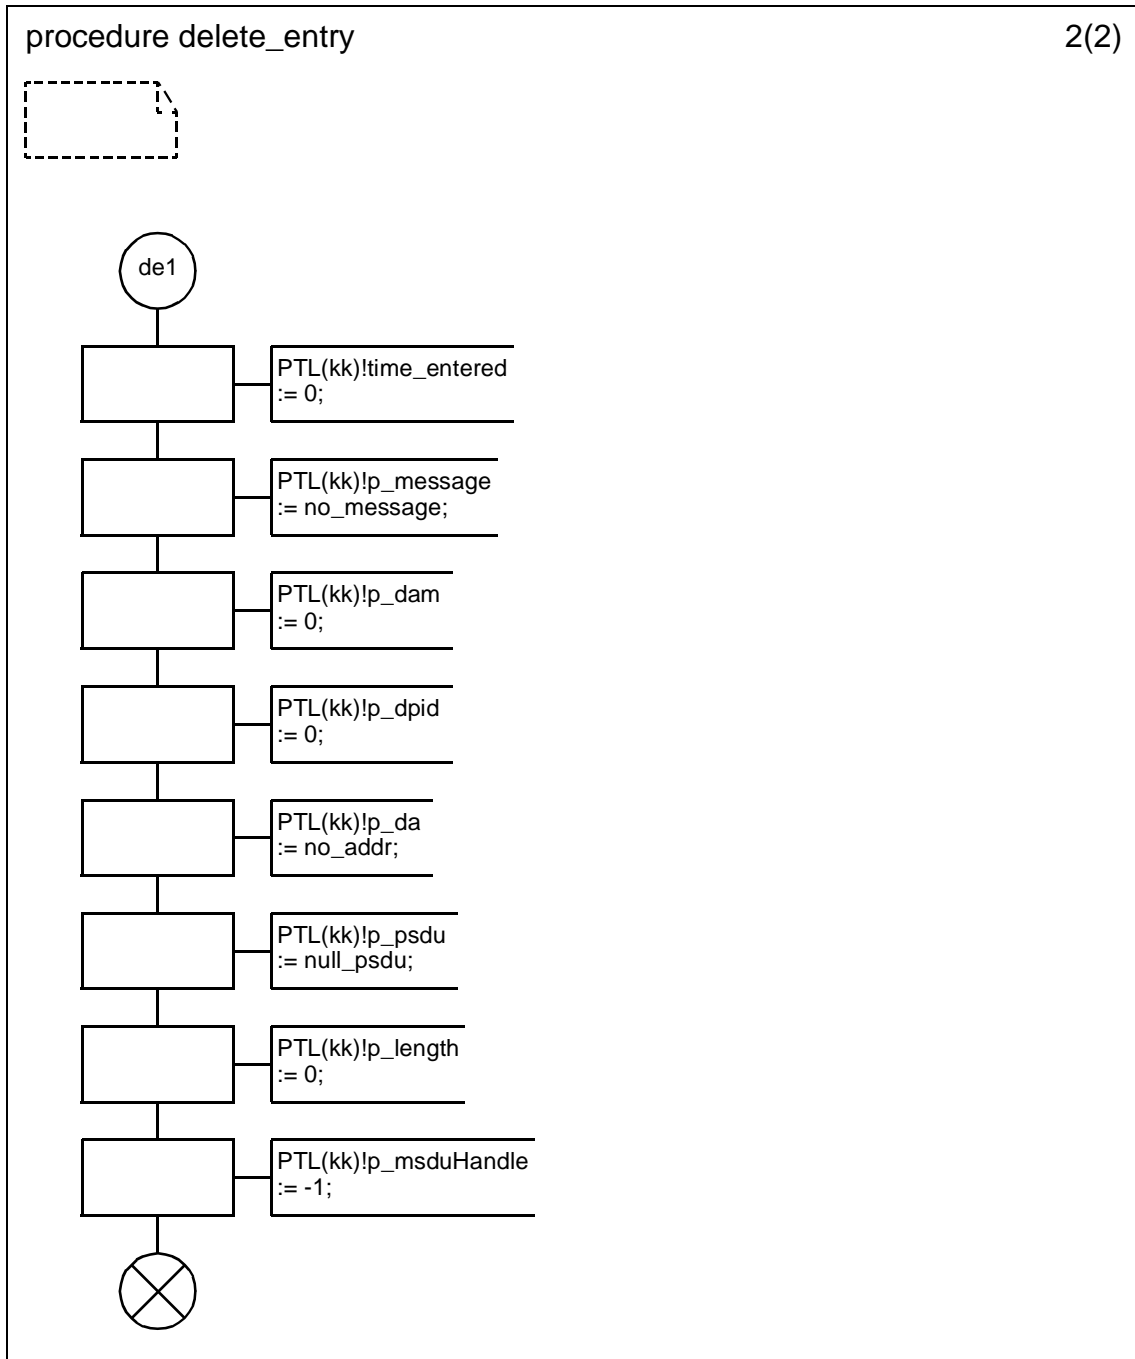 procedure delete_entry
2(2)
de1
PTL(kk)!time_entered
:= 0;
PTL(kk)!p_message
:= no_message;
PTL(kk)!p_dam
:= 0;
PTL(kk)!p_dpid
:= 0;
PTL(kk)!p_da
:= no_addr;
PTL(kk)!p_psdu
:= null_psdu;
PTL(kk)!p_length
:= 0;
PTL(kk)!p_msduHandle
:= -1;